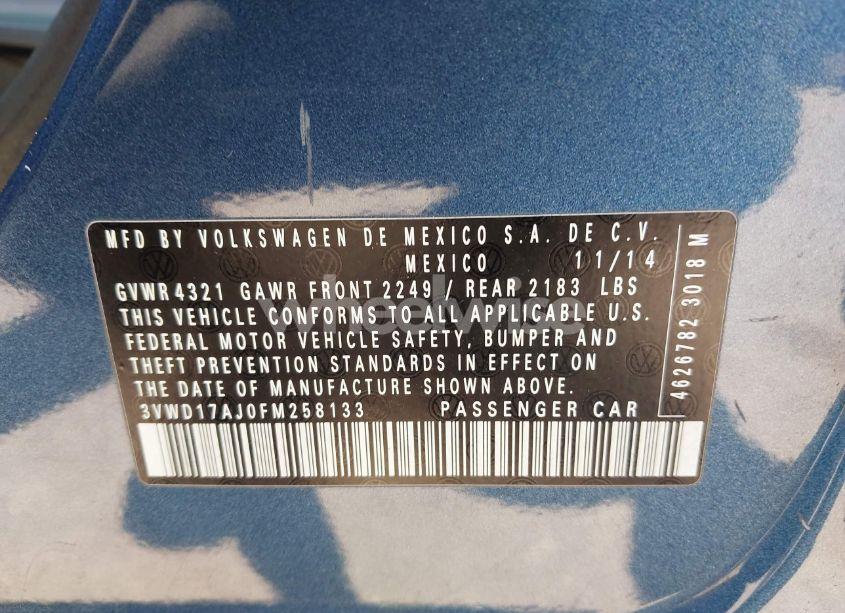 MFD BY VOLKSWAGEN DE MEXICO S.A. DE C.V.
MEXICO 11/14
GVWR 4321 GAWR FRONT 2249 / REAR 2183 LBS
THIS VEHICLE CONFORMS TO ALL APPLICABLE U.S.
FEDERAL MOTOR VEHICLE SAFETY, BUMPER AND
THEFT PREVENTION STANDARDS IN EFFECT ON
THE DATE OF MANUFACTURE SHOWN ABOVE.
3VWD17AJ0FM258133 PASSENGER CAR
4626782 3018 M
wheelwise